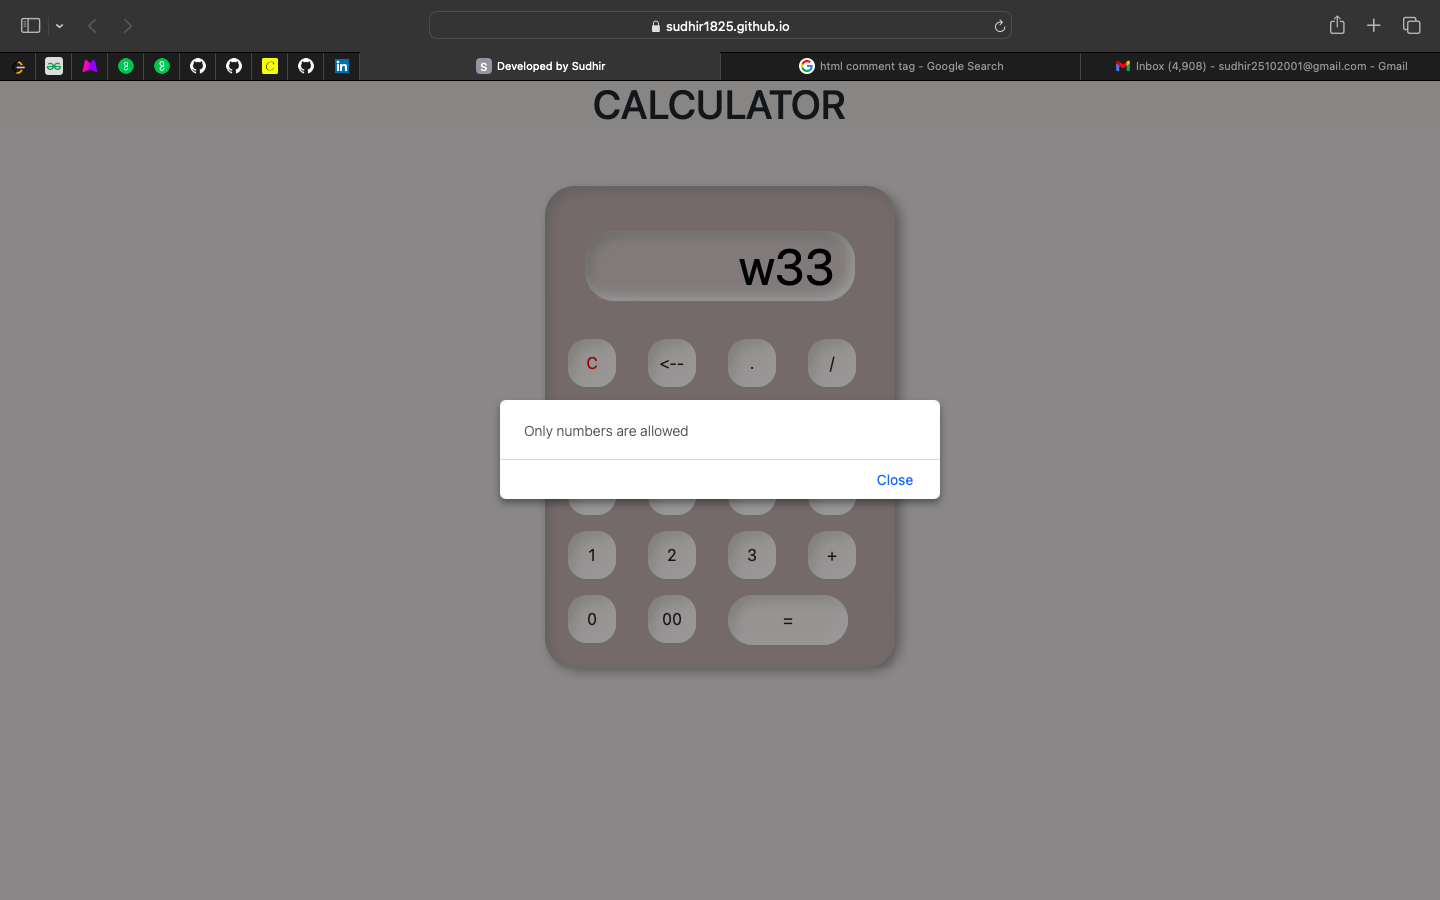 sudhir1825.github.io
S Developed by Sudhir
html comment tag - Google Search
Inbox (4,908) - sudhir25102001@gmail.com - Gmail
CALCULATOR
w33
C <-- . /
Only numbers are allowed
Close
1 2 3 +
0 00 =